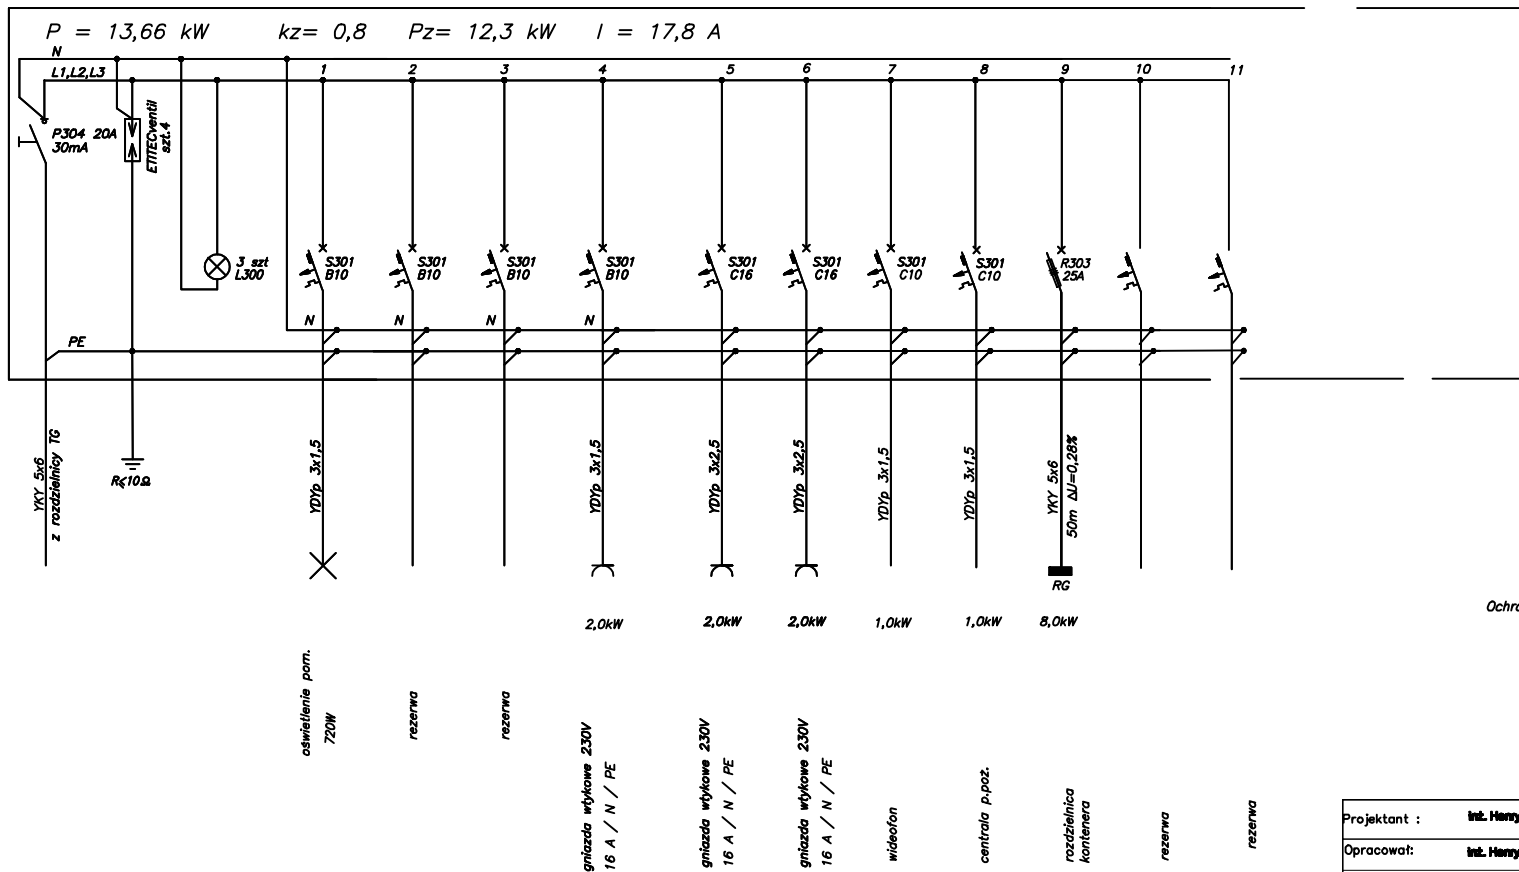 P = 13,66 kW kz= 0,8 Pz= 12,3 kW I = 17,8 A
N
L1,L2,L3
1 2 3 4 5 6 7 8 9 10 11
P304 20A
30mA
ETITECventil
szt.4
3 szt
L300
S301
B10
S301
B10
S301
B10
S301
B10
S301
C16
S301
C16
S301
C10
S301
C10
R303
25A
N N N N
PE
YKY 5x6
z rozdzielnicy TG
R≤10Ω
YDYp 3x1,5
YDYp 3x1,5
YDYp 3x2,5
YDYp 3x2,5
YDYp 3x1,5
YDYp 3x1,5
YKY 5x6
50m ΔU=0,28%
RG
2,0kW 2,0kW 2,0kW 1,0kW 1,0kW 8,0kW
Ochro
oświetlenie pom.
720W
rezerwa
rezerwa
gniazda wtykowe 230V
16 A / N / PE
gniazda wtykowe 230V
16 A / N / PE
gniazda wtykowe 230V
16 A / N / PE
wideofon
centrala p.poż.
rozdzielnica
kontenera
rezerwa
rezerwa
Projektant : inż. Henry
Opracował: inż. Henry